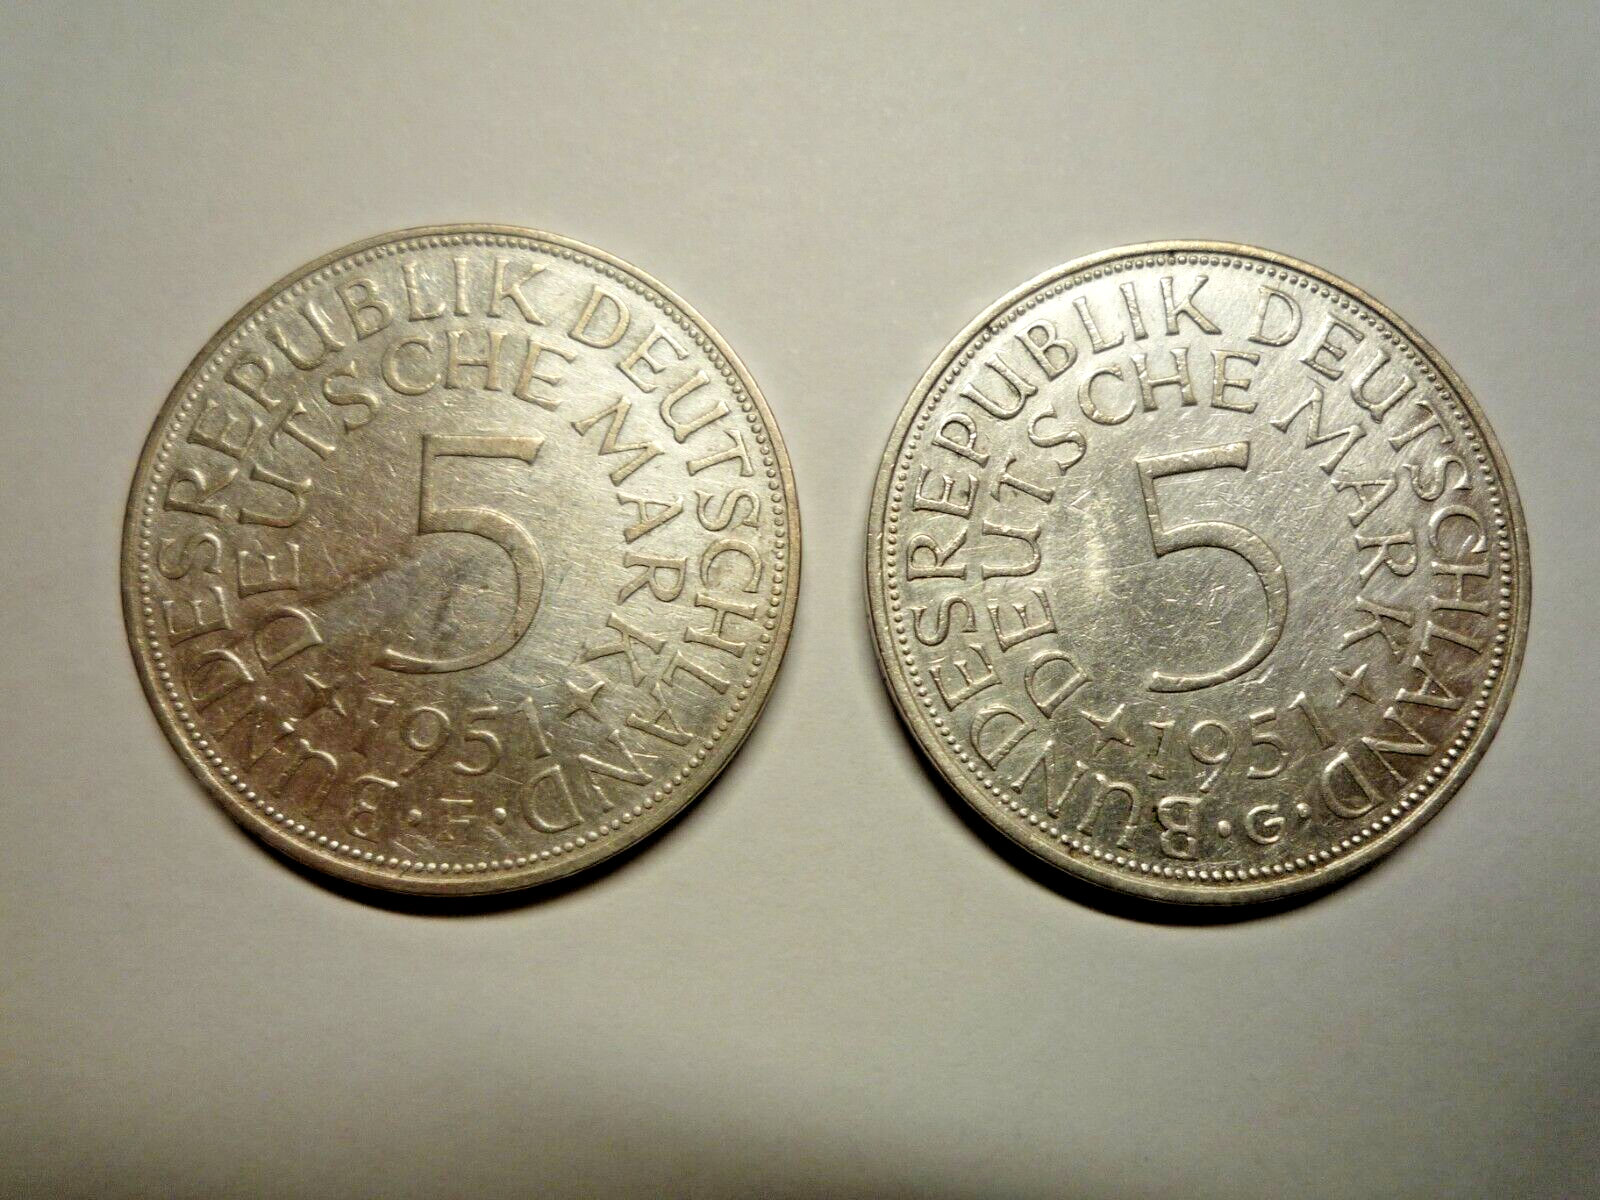 BUNDESREPUBLIK DEUTSCHLAND
DEUTSCHE MARK
5
1951
· F ·
BUNDESREPUBLIK DEUTSCHLAND
DEUTSCHE MARK
5
1951
· G ·